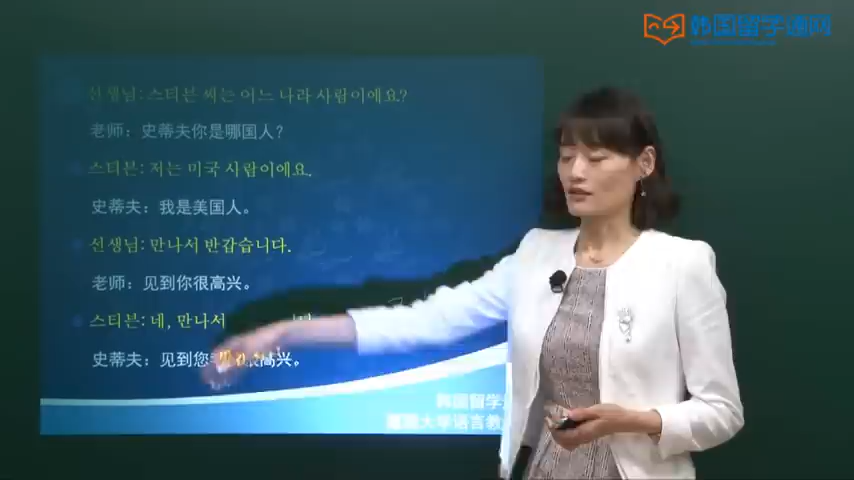 韩国留学通网
선생님: 스티븐 씨는 어느 나라 사람이에요?
老师：史蒂夫你是哪国人？
스티븐: 저는 미국 사람이에요.
史蒂夫：我是美国人。
선생님: 만나서 반갑습니다.
老师：见到你很高兴。
스티븐: 네, 만나서
史蒂夫：见到您 很高兴。
韩国留学
大学语言教